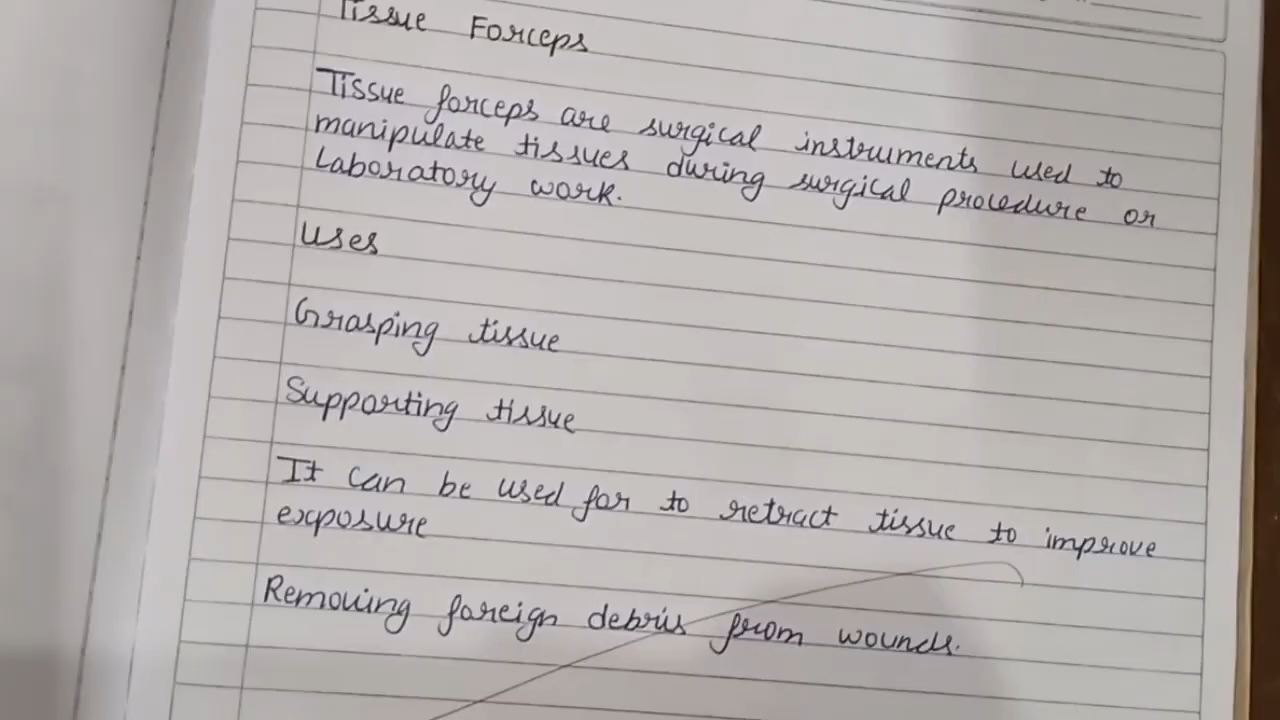 Tissue Forceps
Tissue forceps are surgical instruments used to
manipulate tissues during surgical procedure or
Laboratory work.
Uses
Grasping tissue
Supporting tissue
It can be used for to retract tissue to improve
exposure
Removing foreign debris from wounds.